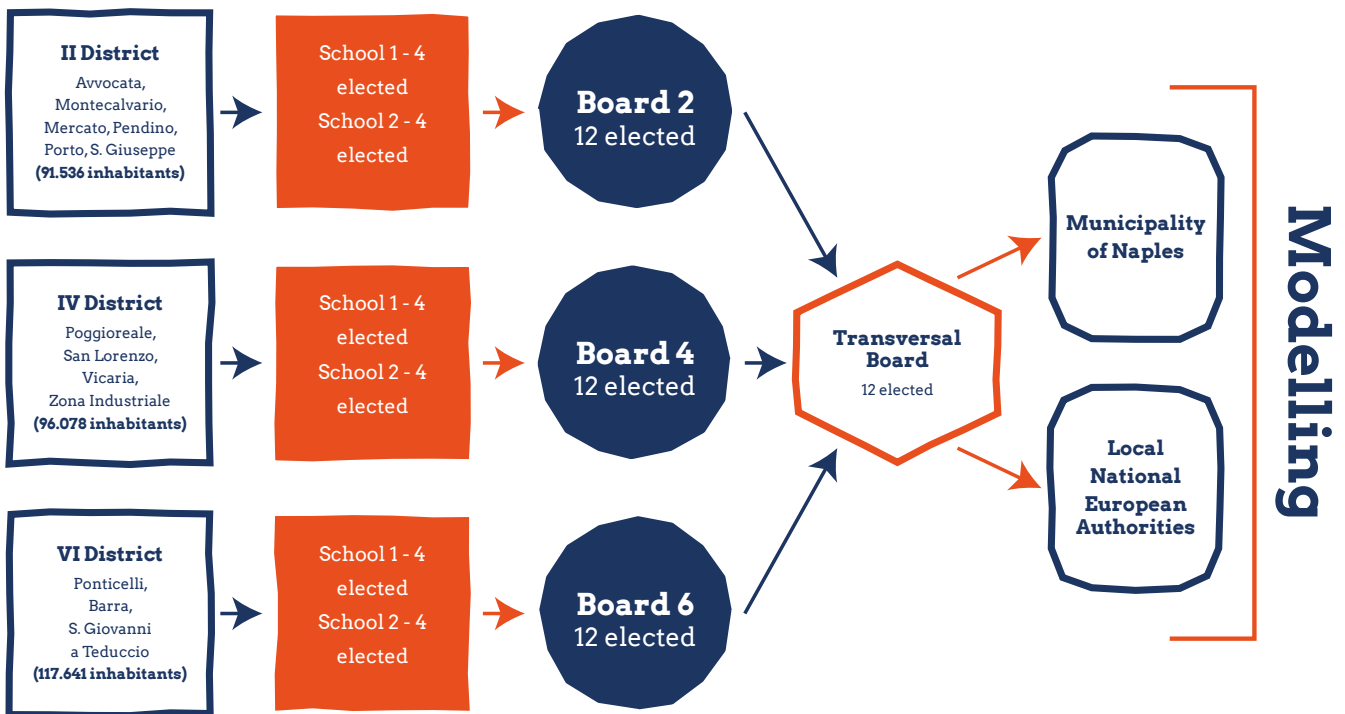 II District
Avvocata,
Montecalvario,
Mercato, Pendino,
Porto, S. Giuseppe
(91.536 inhabitants)
School 1 - 4
elected
School 2 - 4
elected
Board 2
12 elected
IV District
Poggioreale,
San Lorenzo,
Vicaria,
Zona Industriale
(96.078 inhabitants)
School 1 - 4
elected
School 2 - 4
elected
Board 4
12 elected
VI District
Ponticelli,
Barra,
S. Giovanni
a Teduccio
(117.641 inhabitants)
School 1 - 4
elected
School 2 - 4
elected
Board 6
12 elected
Transversal
Board
12 elected
Municipality
of Naples
Local
National
European
Authorities
Modelling